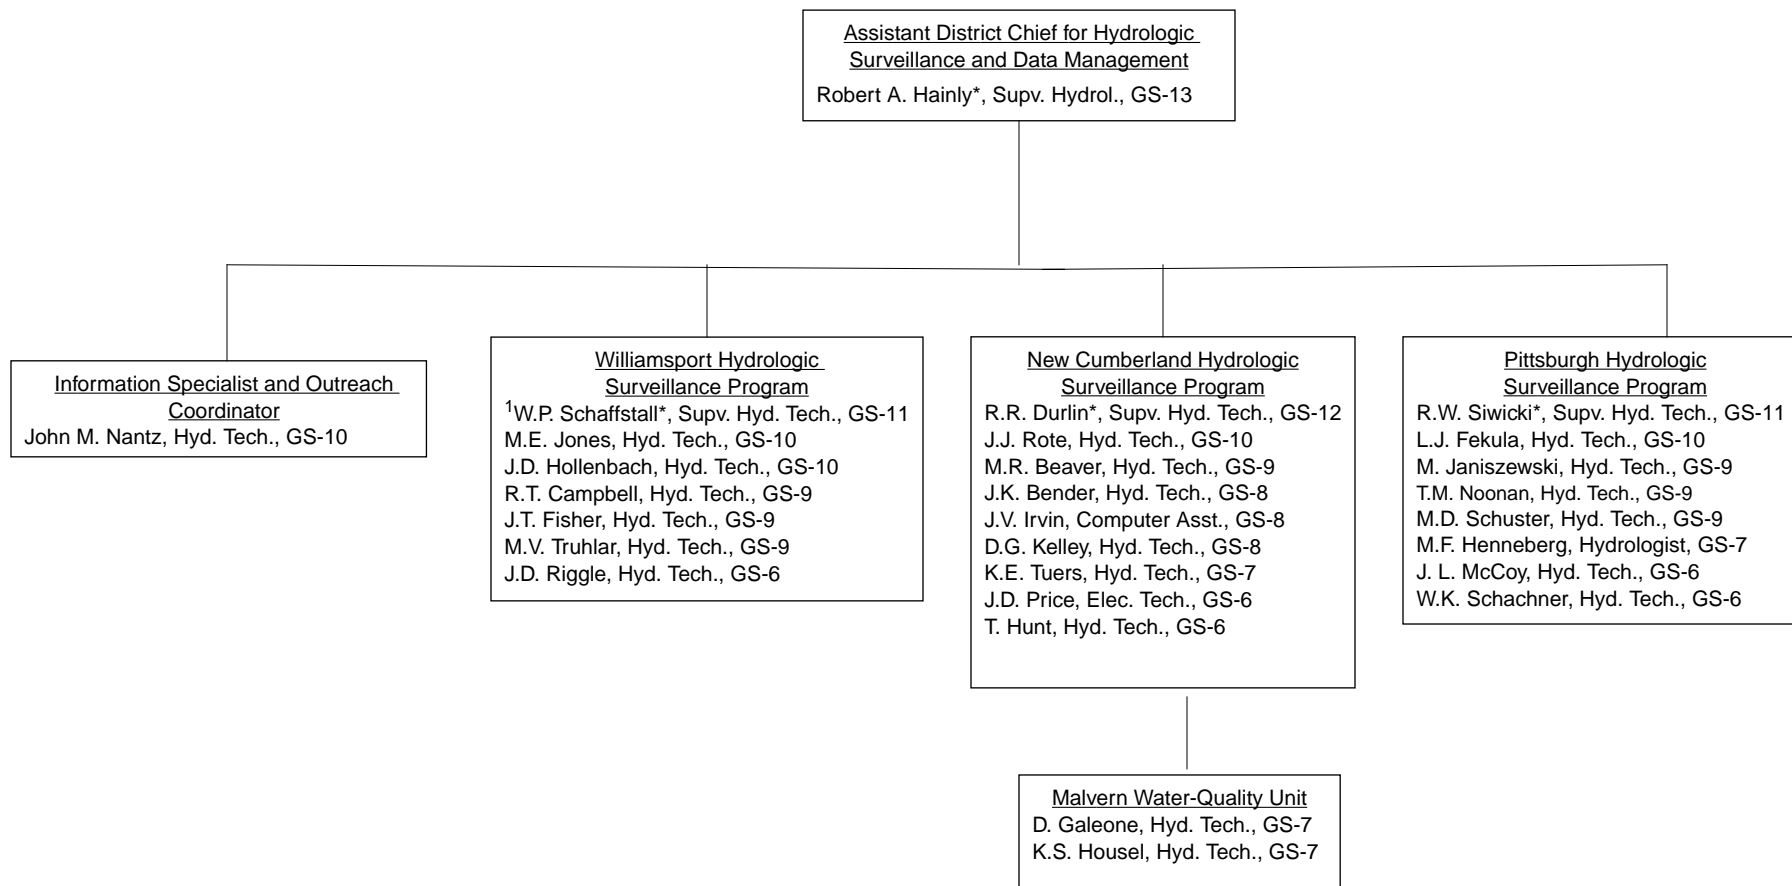 Assistant District Chief for Hydrologic
Surveillance and Data Management
Robert A. Hainly*, Supv. Hydrol., GS-13
Information Specialist and Outreach
Coordinator
John M. Nantz, Hyd. Tech., GS-10
Williamsport Hydrologic
Surveillance Program
1W.P. Schaffstall*, Supv. Hyd. Tech., GS-11
M.E. Jones, Hyd. Tech., GS-10
J.D. Hollenbach, Hyd. Tech., GS-10
R.T. Campbell, Hyd. Tech., GS-9
J.T. Fisher, Hyd. Tech., GS-9
M.V. Truhlar, Hyd. Tech., GS-9
J.D. Riggle, Hyd. Tech., GS-6
New Cumberland Hydrologic
Surveillance Program
R.R. Durlin*, Supv. Hyd. Tech., GS-12
J.J. Rote, Hyd. Tech., GS-10
M.R. Beaver, Hyd. Tech., GS-9
J.K. Bender, Hyd. Tech., GS-8
J.V. Irvin, Computer Asst., GS-8
D.G. Kelley, Hyd. Tech., GS-8
K.E. Tuers, Hyd. Tech., GS-7
J.D. Price, Elec. Tech., GS-6
T. Hunt, Hyd. Tech., GS-6
Pittsburgh Hydrologic
Surveillance Program
R.W. Siwicki*, Supv. Hyd. Tech., GS-11
L.J. Fekula, Hyd. Tech., GS-10
M. Janiszewski, Hyd. Tech., GS-9
T.M. Noonan, Hyd. Tech., GS-9
M.D. Schuster, Hyd. Tech., GS-9
M.F. Henneberg, Hydrologist, GS-7
J. L. McCoy, Hyd. Tech., GS-6
W.K. Schachner, Hyd. Tech., GS-6
Malvern Water-Quality Unit
D. Galeone, Hyd. Tech., GS-7
K.S. Housel, Hyd. Tech., GS-7